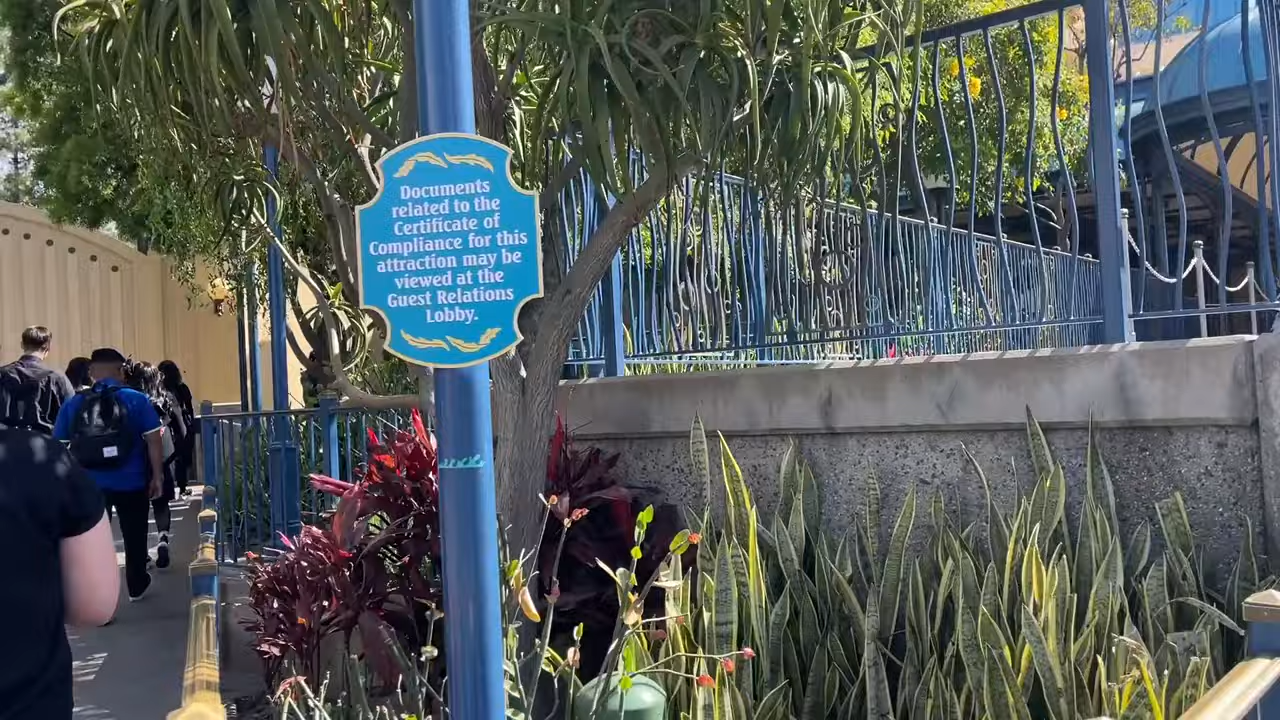 Documents
related to the
Certificate of
Compliance for this
attraction may be
viewed at the
Guest Relations
Lobby.